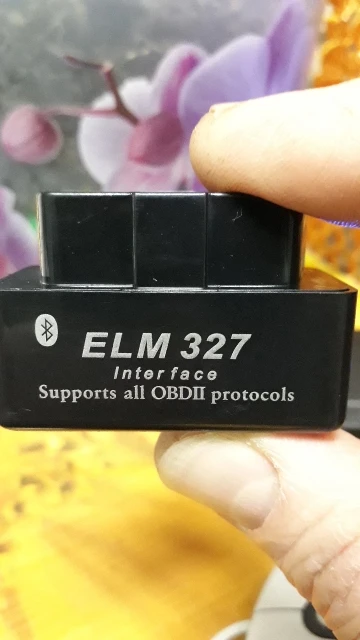 ELM 327
Interface
Supports all OBDII protocols